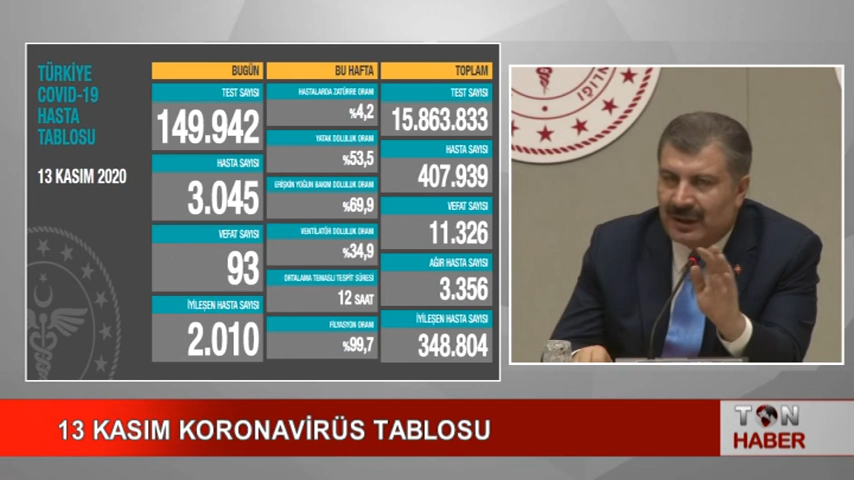 TÜRKİYE
COVID-19
HASTA
TABLOSU
13 KASIM 2020
BUGÜN
TEST SAYISI
149.942
HASTA SAYISI
3.045
VEFAT SAYISI
93
İYİLEŞEN HASTA SAYISI
2.010
BU HAFTA
HASTALARDA ZATÜRRE ORANI
%4,2
YATAK DOLULUK ORANI
%53,5
ERİŞKİN YOĞUN BAKIM DOLULUK ORANI
%69,9
VENTİLATÖR DOLULUK ORANI
%34,9
ORTALAMA TEMASLI TESPİT SÜRESİ
12 SAAT
FİLYASYON ORANI
%99,7
TOPLAM
TEST SAYISI
15.863.833
HASTA SAYISI
407.939
VEFAT SAYISI
11.326
AĞIR HASTA SAYISI
3.356
İYİLEŞEN HASTA SAYISI
348.804
13 KASIM KORONAVİRÜS TABLOSU
TON
HABER